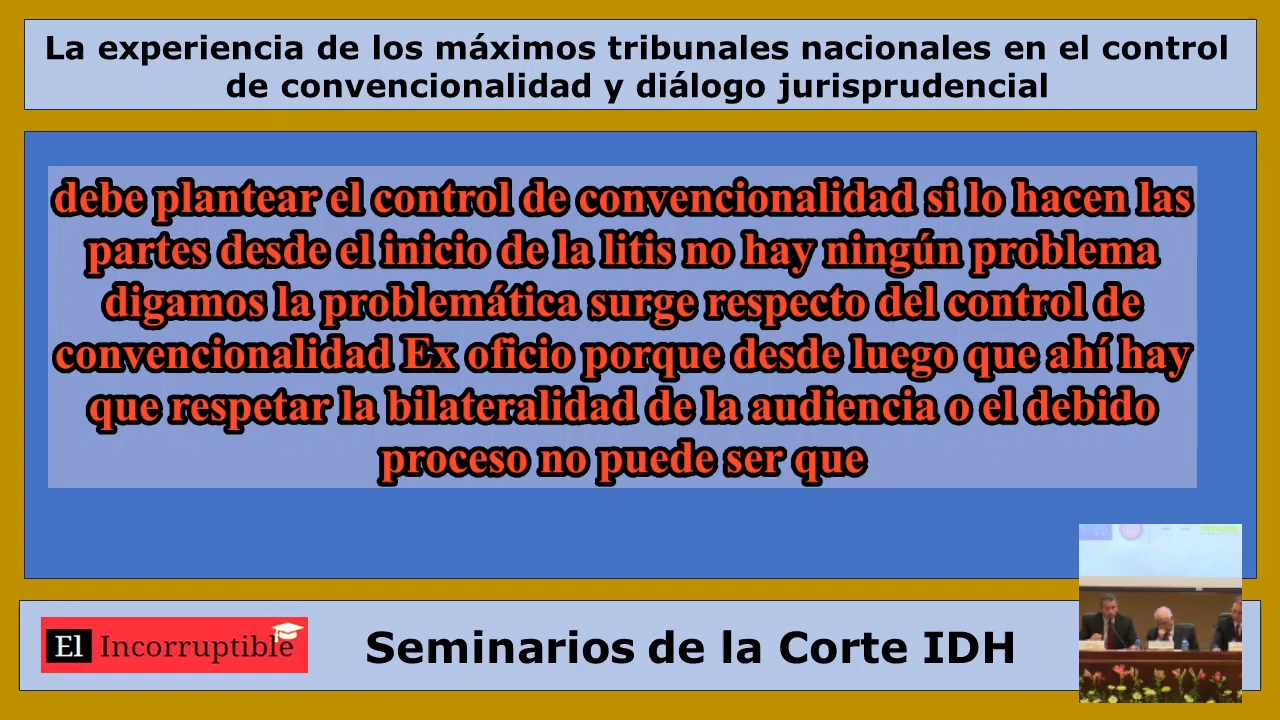 La experiencia de los máximos tribunales nacionales en el control
de convencionalidad y diálogo jurisprudencial
debe plantear el control de convencionalidad si lo hacen las
partes desde el inicio de la litis no hay ningún problema
digamos la problemática surge respecto del control de
convencionalidad Ex oficio porque desde luego que ahí hay
que respetar la bilateralidad de la audiencia o el debido
proceso no puede ser que
El Incorruptible
Seminarios de la Corte IDH